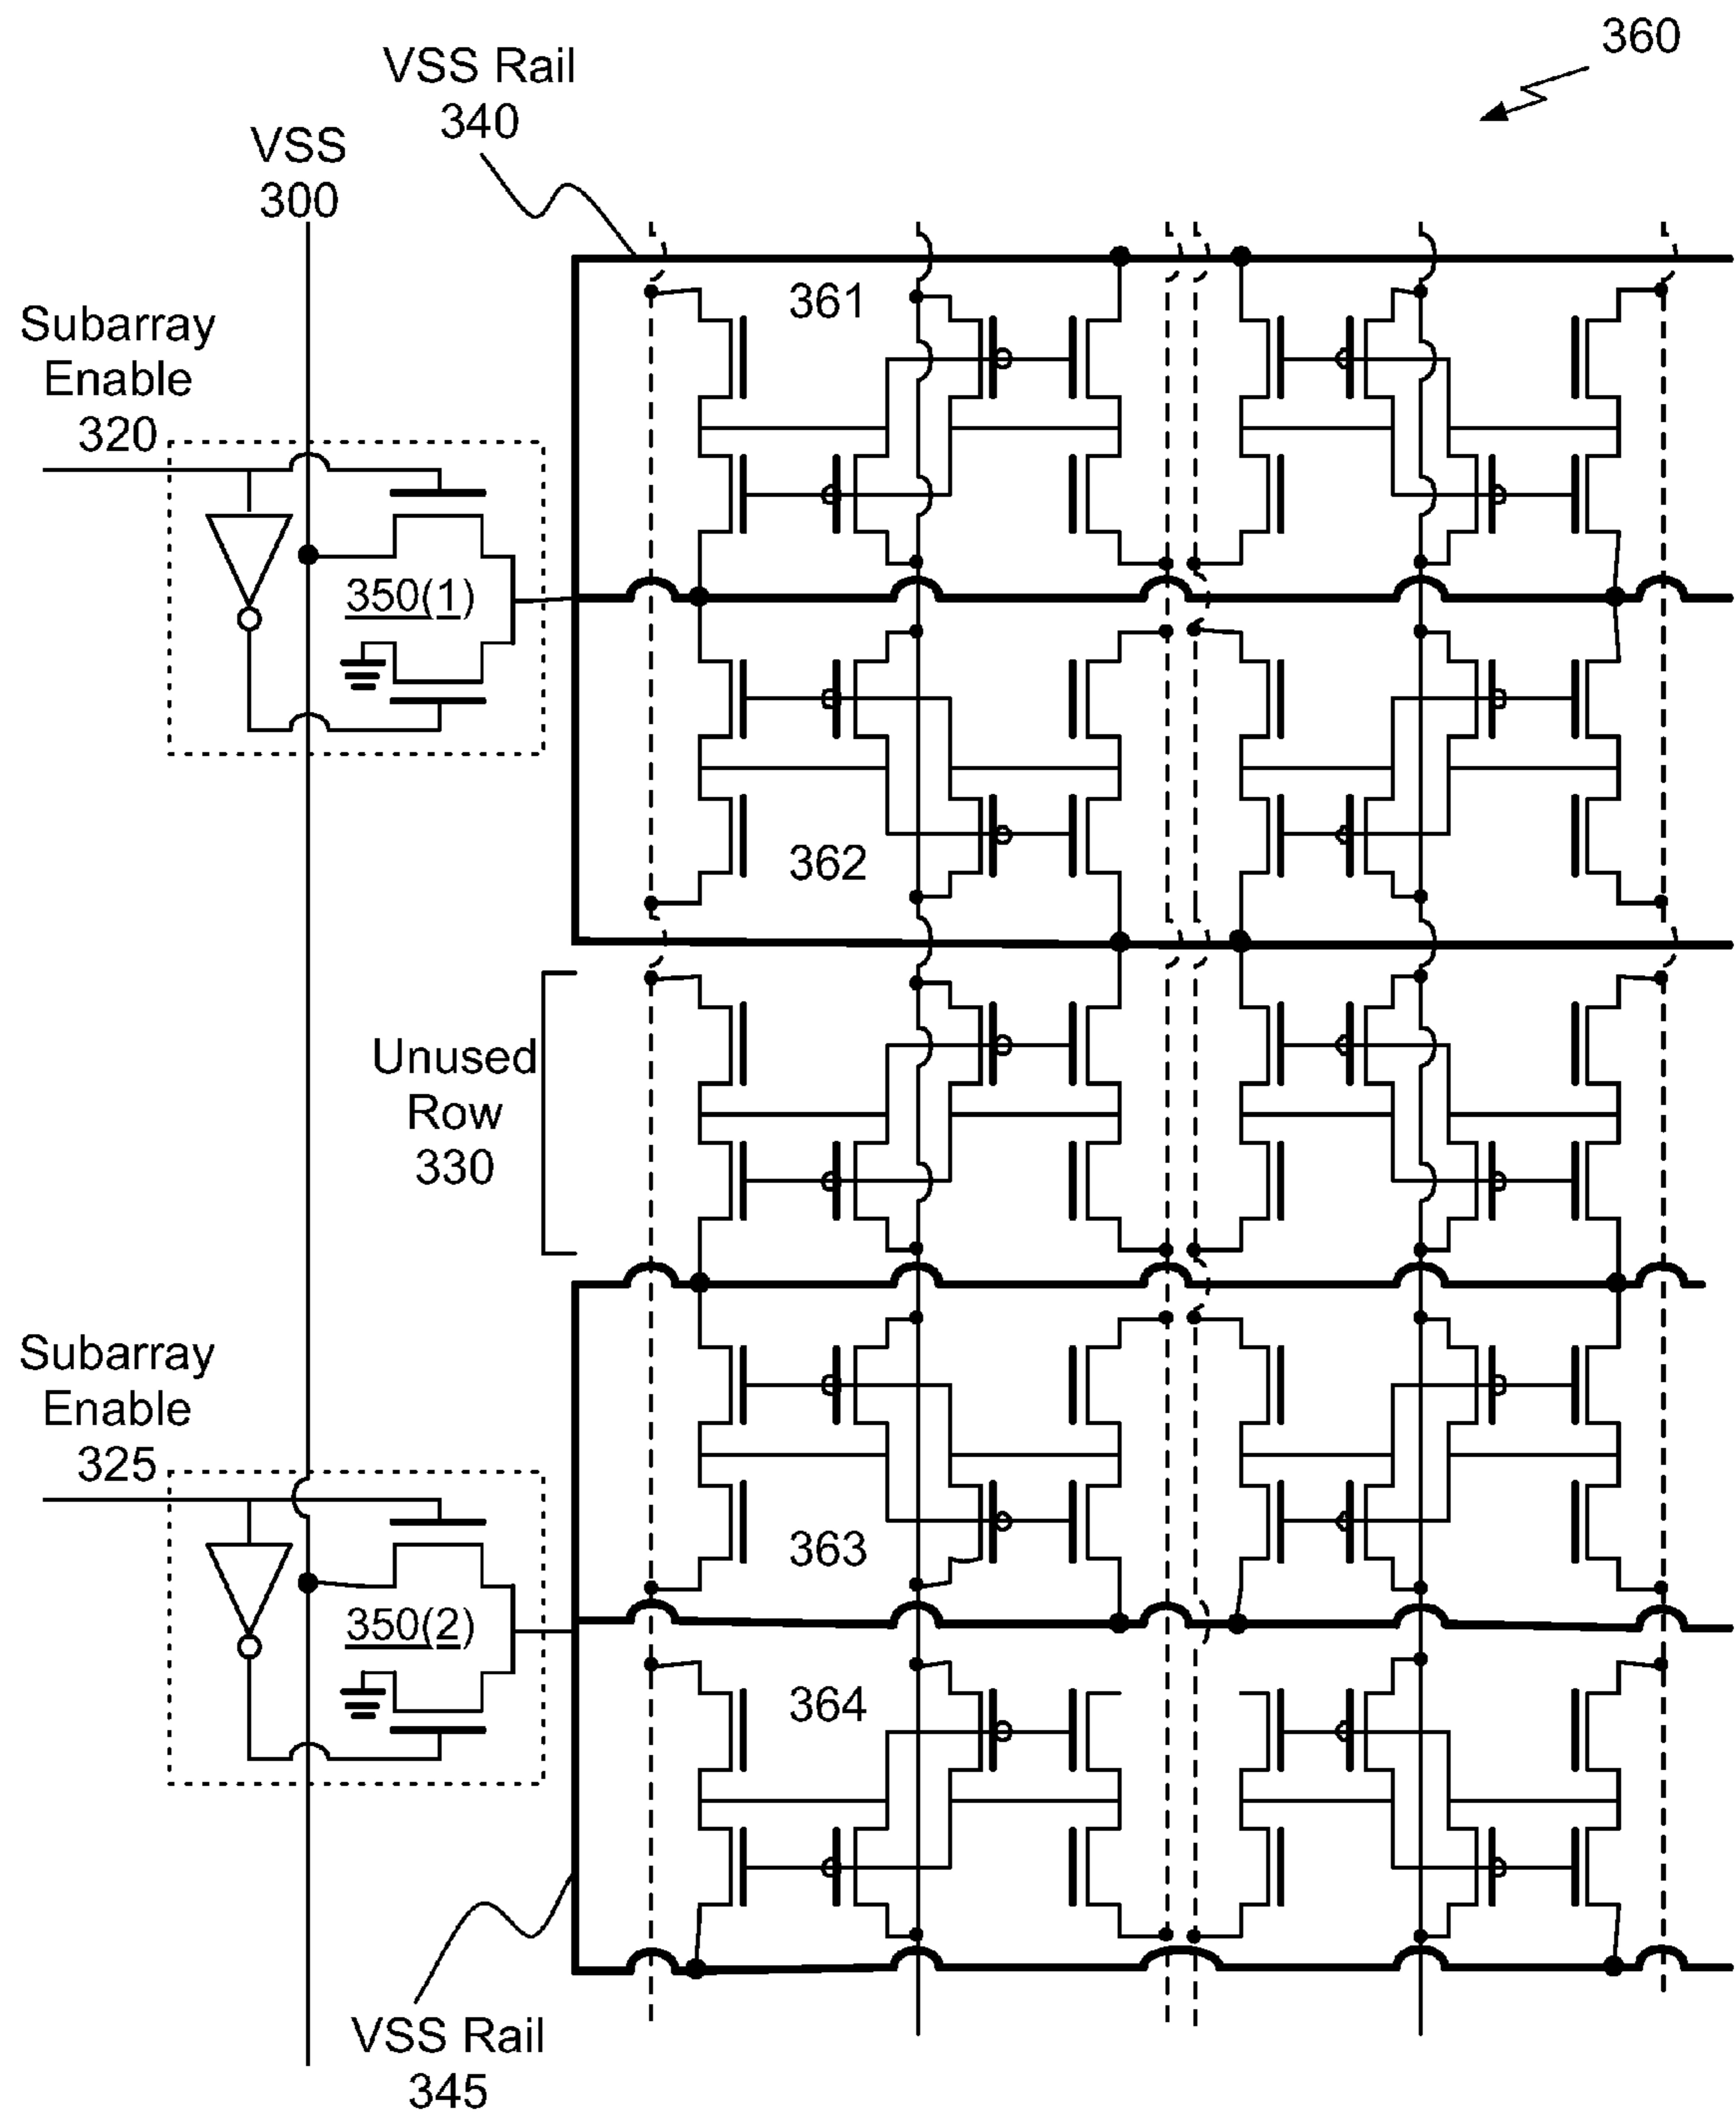 360
VSS Rail
340
VSS
300
361
Subarray
Enable
320
350(1)
362
Unused
Row
330
Subarray
Enable
325
363
350(2)
364
VSS Rail
345